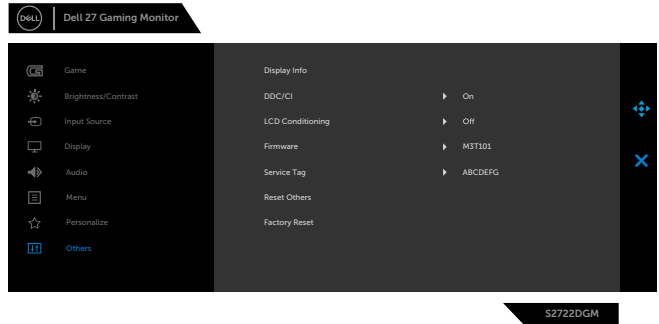 DELL Dell 27 Gaming Monitor
Game
Brightness/Contrast
Input Source
Display
Audio
Menu
Personalize
Others
Display Info
DDC/CI On
LCD Conditioning Off
Firmware M3T101
Service Tag ABCDEFG
Reset Others
Factory Reset
S2722DGM